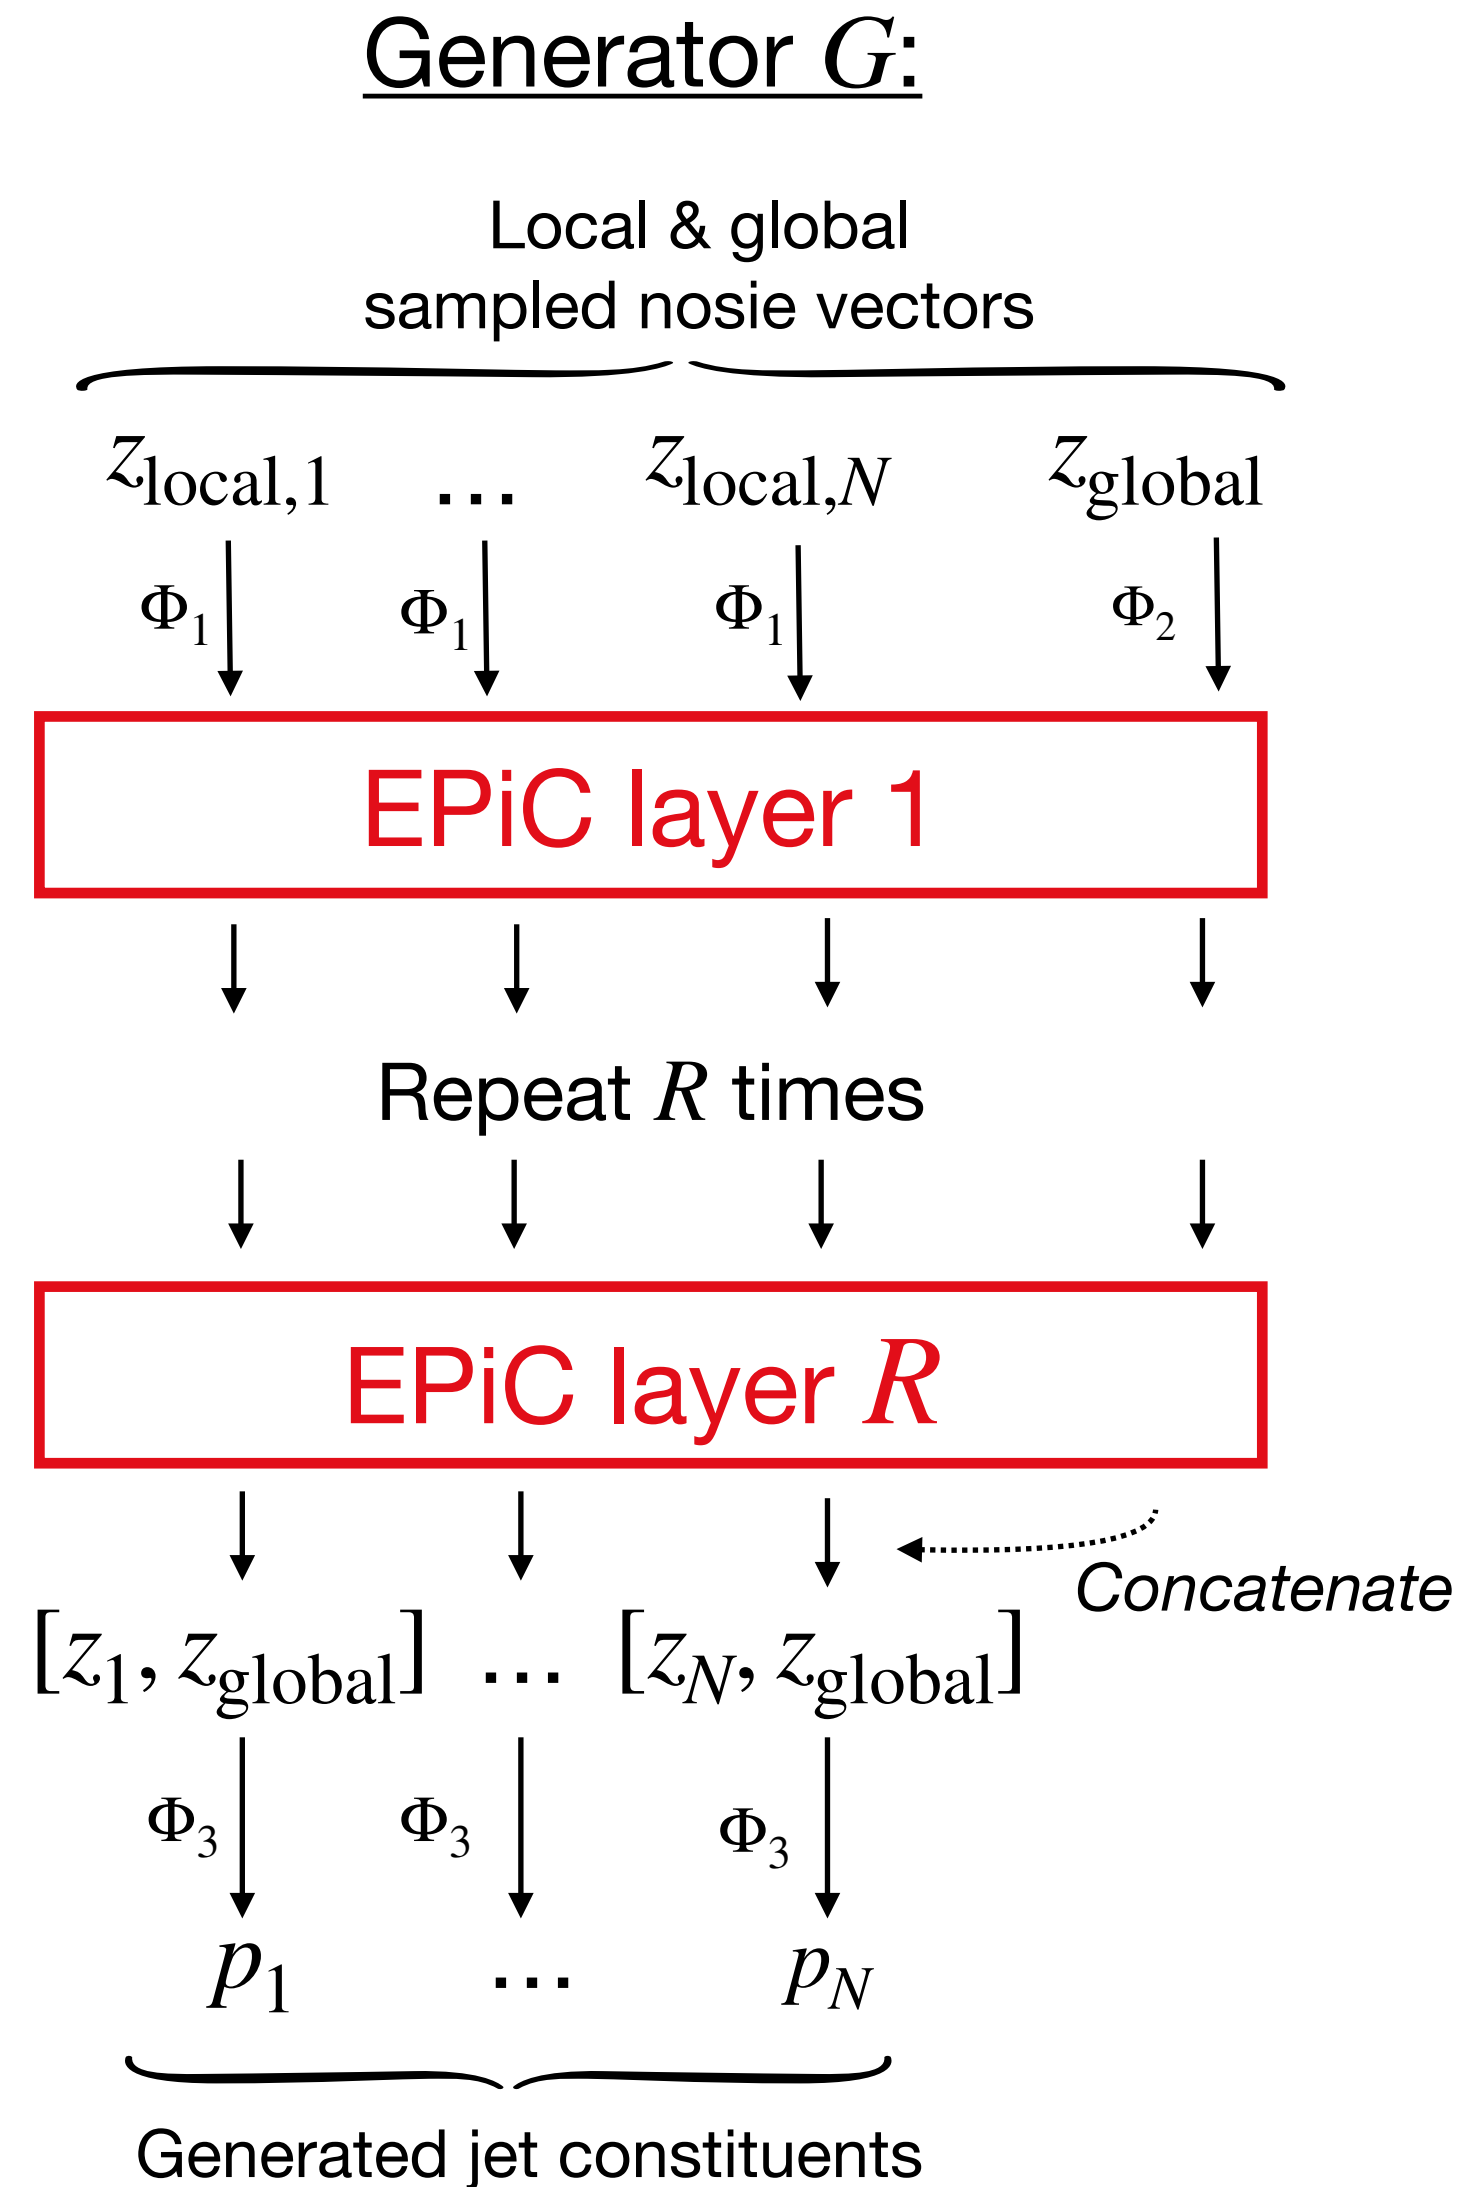 Generator G:
Local & global
sampled nosie vectors
z_local,1 ... z_local,N z_global
Φ_1 Φ_1 Φ_1 Φ_2
EPiC layer 1
Repeat R times
EPiC layer R
Concatenate
[z_1, z_global] ... [z_N, z_global]
Φ_3 Φ_3 Φ_3
p_1 ... p_N
Generated jet constituents